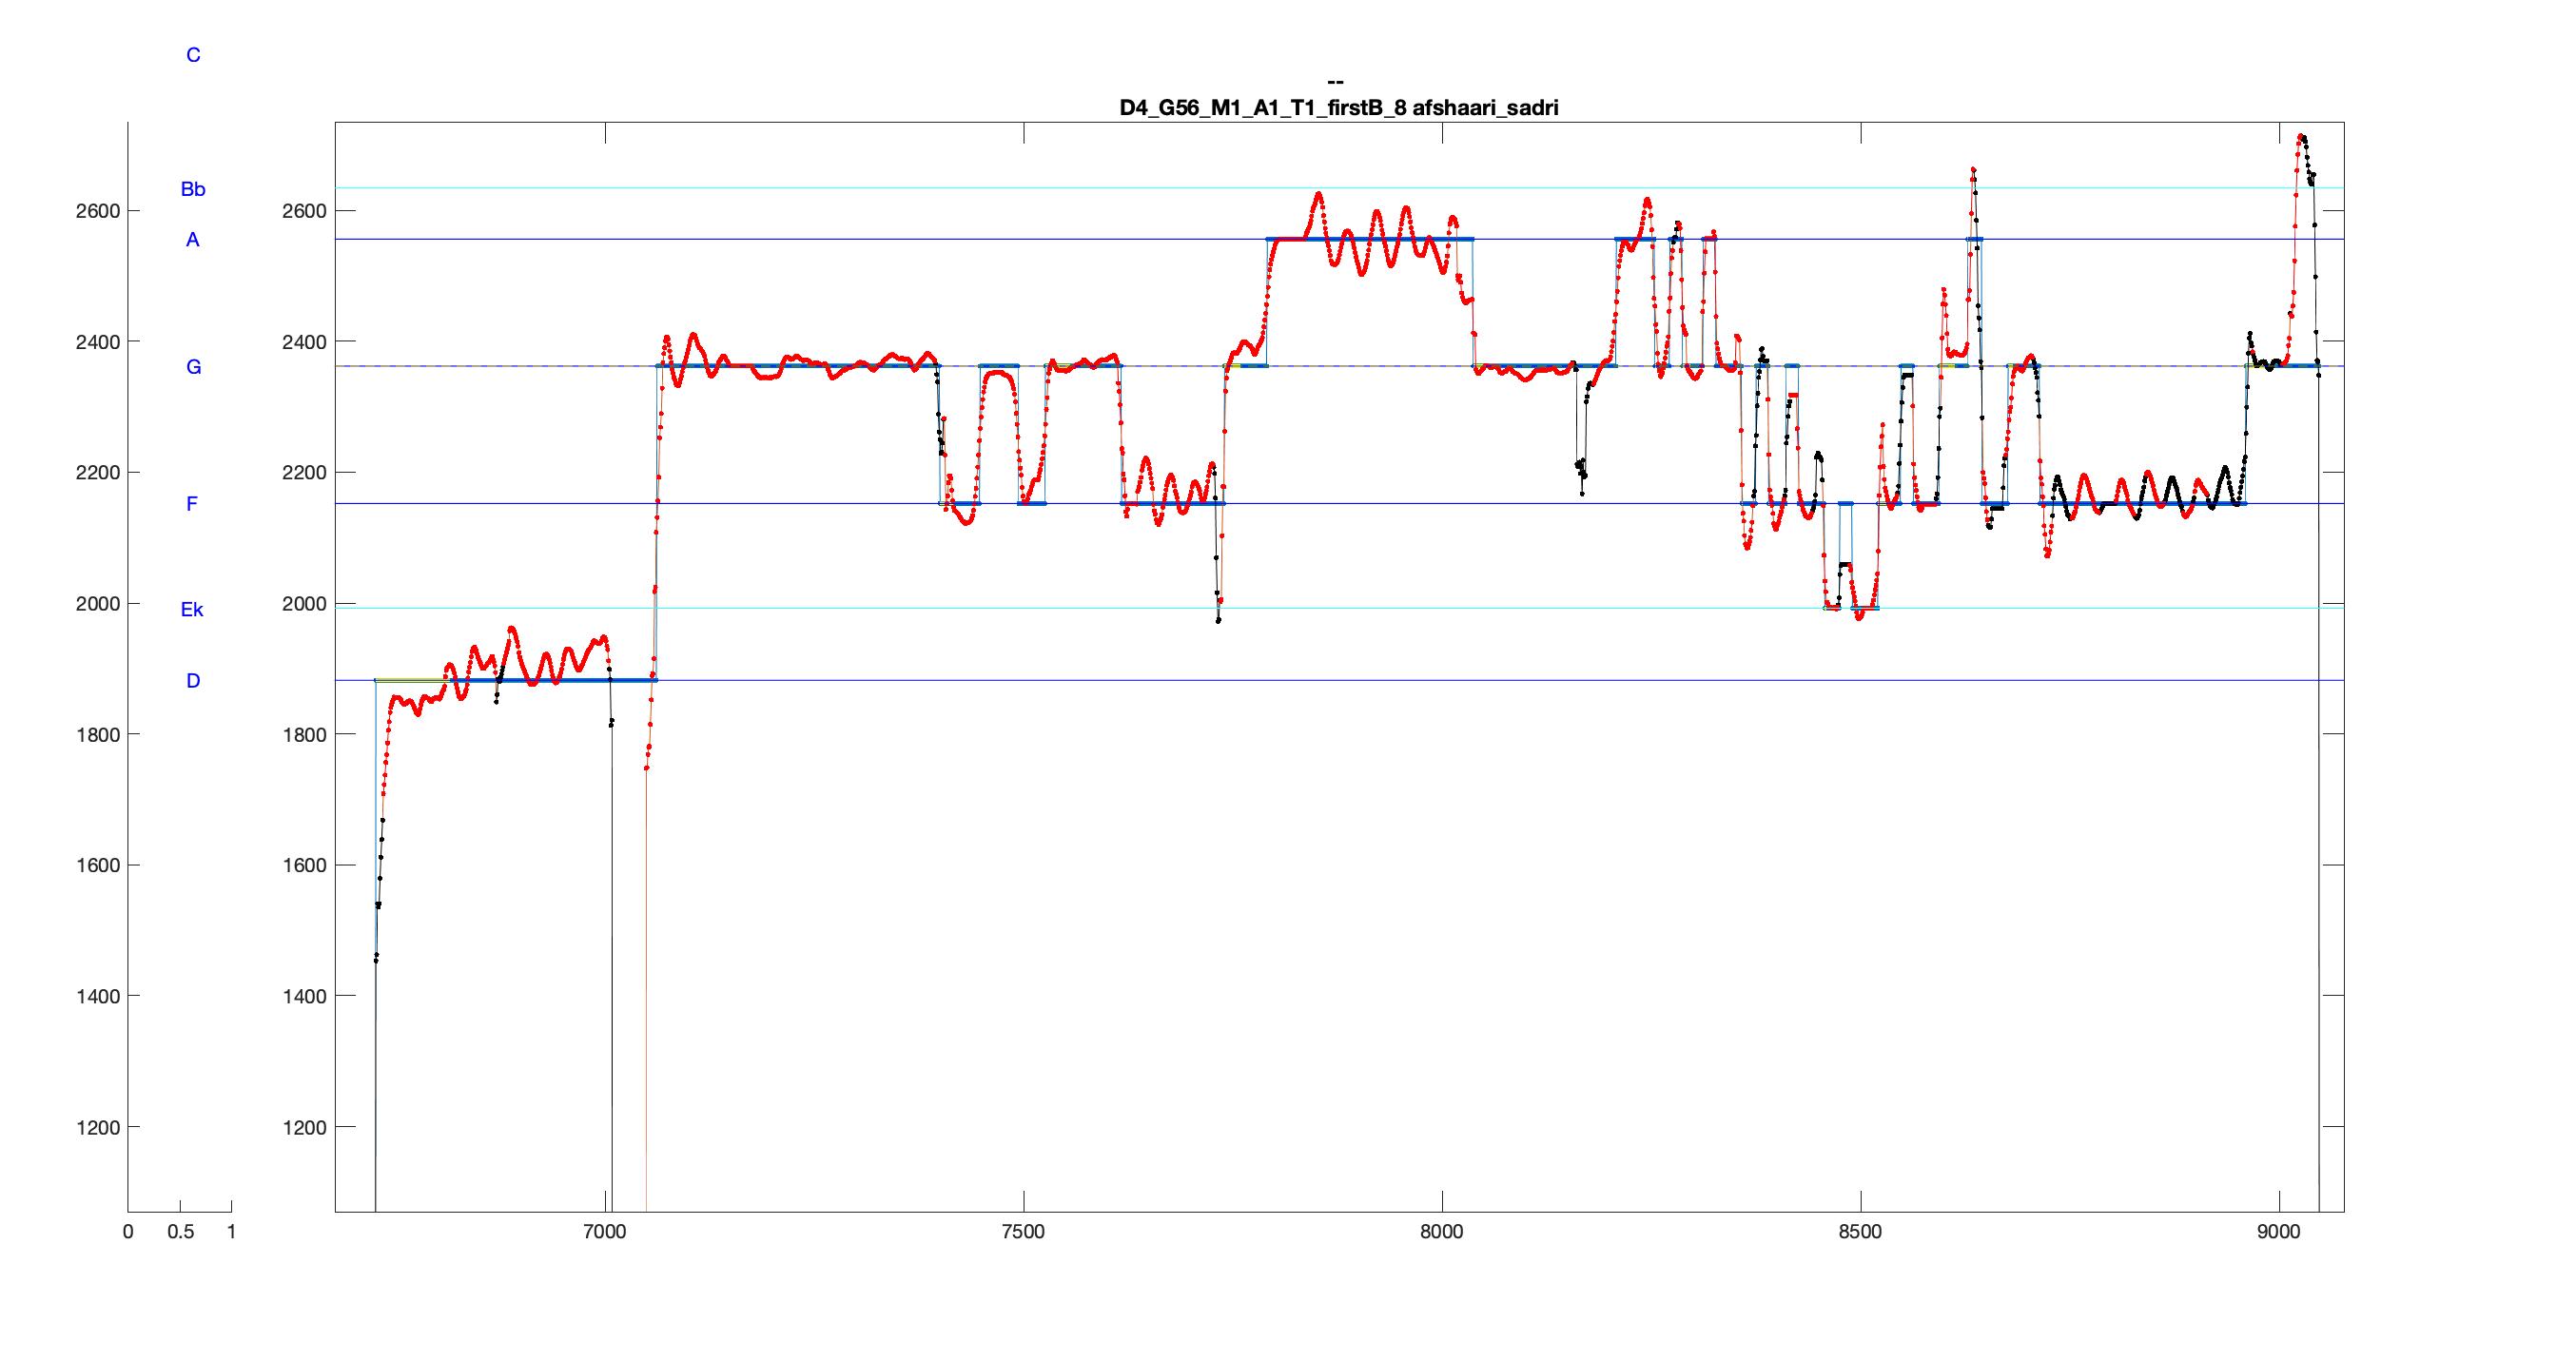 C
--
D4_G56_M1_A1_T1_firstB_8 afshaari_sadri
Bb
2600 2600
A
2400 2400
G
2200 2200
F
2000 2000
Ek
D
1800 1800
1600 1600
1400 1400
1200 1200
0 0.5 1 7000 7500 8000 8500 9000